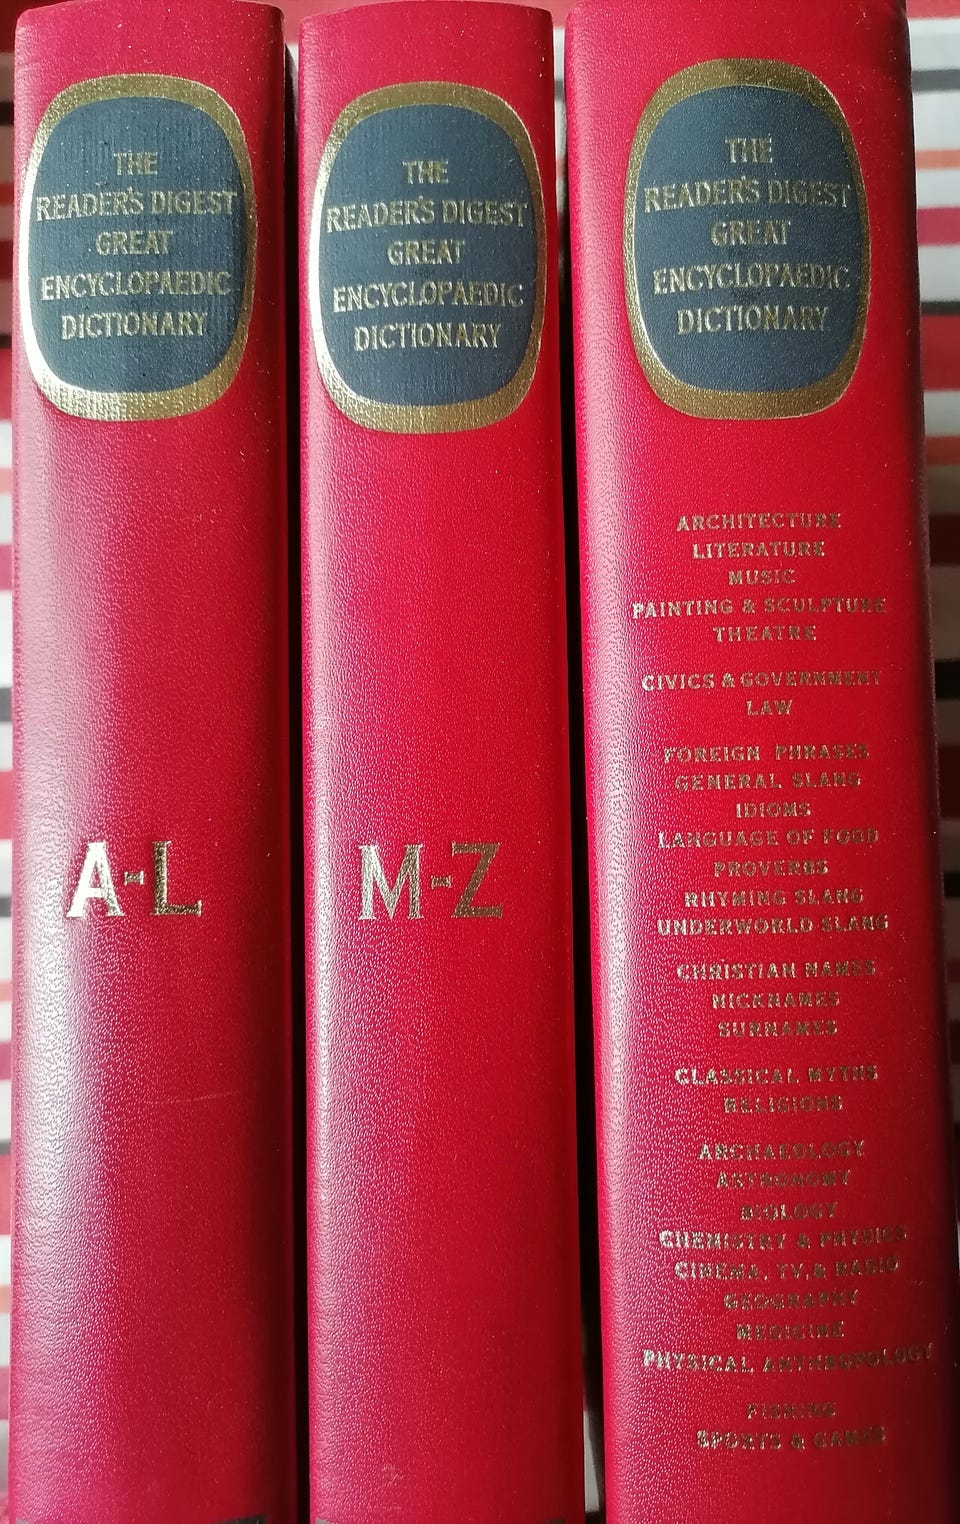 THE
READER'S DIGEST
GREAT
ENCYCLOPAEDIC
DICTIONARY
A-L
THE
READER'S DIGEST
GREAT
ENCYCLOPAEDIC
DICTIONARY
M-Z
THE
READER'S DIGEST
GREAT
ENCYCLOPAEDIC
DICTIONARY
ARCHITECTURE
LITERATURE
MUSIC
PAINTING & SCULPTURE
THEATRE
CIVICS & GOVERNMENT
LAW
FOREIGN PHRASES
GENERAL SLANG
IDIOMS
LANGUAGE OF FOOD
PROVERBS
RHYMING SLANG
UNDERWORLD SLANG
CHRISTIAN NAMES
NICKNAMES
SURNAMES
CLASSICAL MYTHS
RELIGIONS
ARCHAEOLOGY
ASTRONOMY
BIOLOGY
CHEMISTRY & PHYSICS
CINEMA, TV, & RADIO
GEOGRAPHY
MEDICINE
PHYSICAL ANTHROPOLOGY
FISHING
SPORTS & GAMES